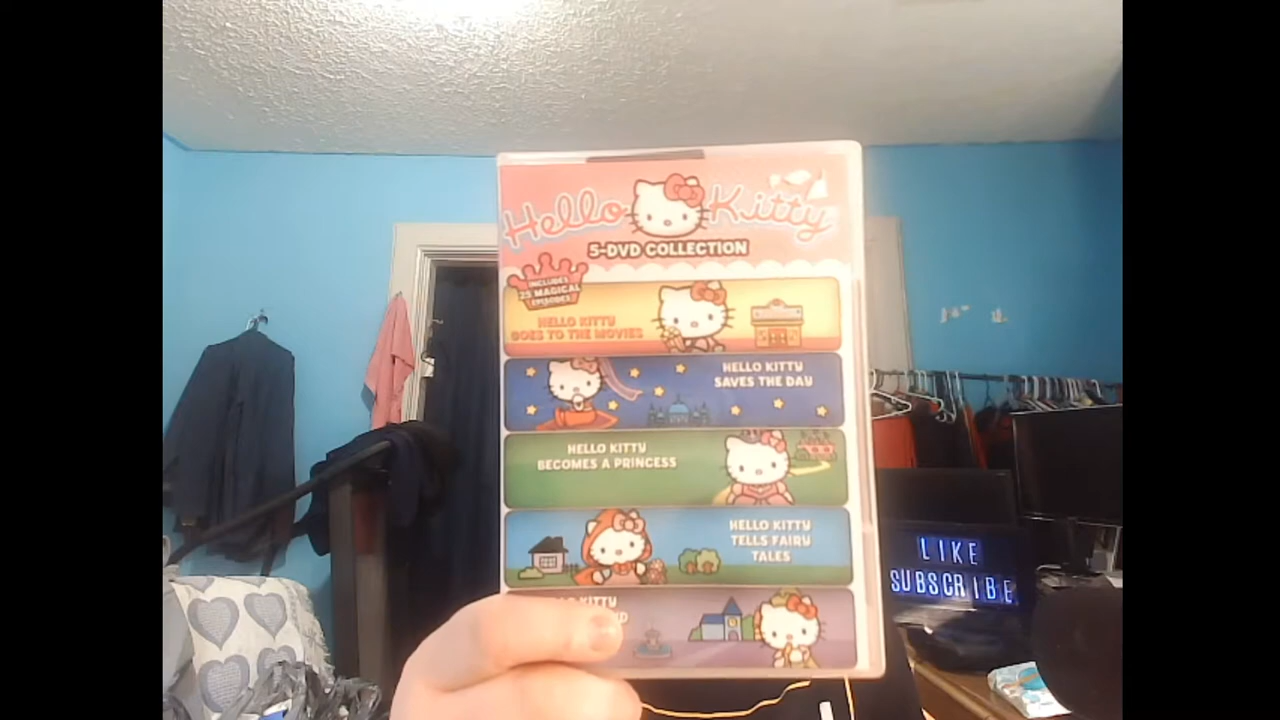 Hello Kitty
5-DVD COLLECTION
INCLUDES
25 MAGICAL
EPISODES
HELLO KITTY
GOES TO THE MOVIES
HELLO KITTY
SAVES THE DAY
HELLO KITTY
BECOMES A PRINCESS
HELLO KITTY
TELLS FAIRY
TALES
KITTY
LIKE
SUBSCRIBE